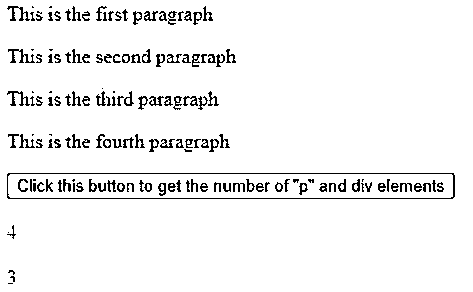 This is the first paragraph
This is the second paragraph
This is the third paragraph
This is the fourth paragraph
Click this button to get the number of "p" and div elements
4
3